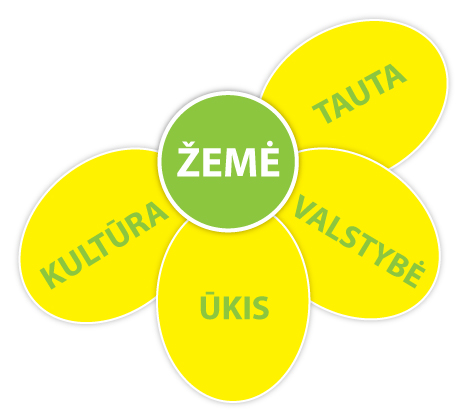 TAUTA
ŽEMĖ
VALSTYBĖ
KULTŪRA
ŪKIS